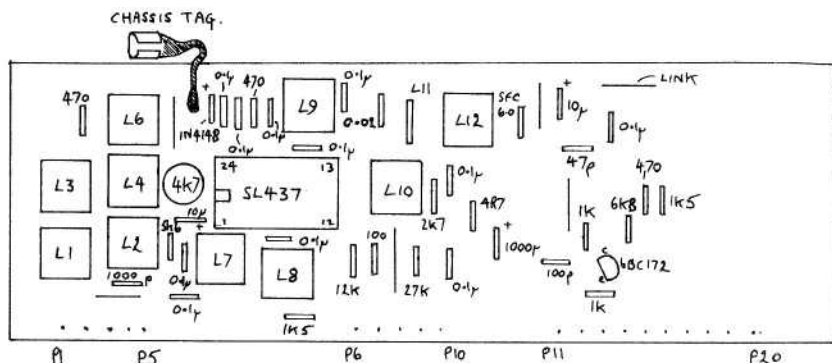 CHASSIS TAG.
LINK
470
L6
+
1N4148
0.1µ
0.1µ
470
0.1µ
L9
0.1µ
0.1µ
0.02
L11
L12
SFC
6.0
+
10µ
0.1µ
47p
L3
L4
4k7
24
13
SL437
1
12
L10
2k7
0.1µ
4R7
+
1000µ
470
1K5
6K8
1k
L1
L2
1000p
10µ
+
0.1µ
0.1µ
L7
L8
0.1µ
1K5
12K
100
27K
0.1µ
100p
c
b
e
BC172
1k
P1
P5
P6
P10
P11
P20